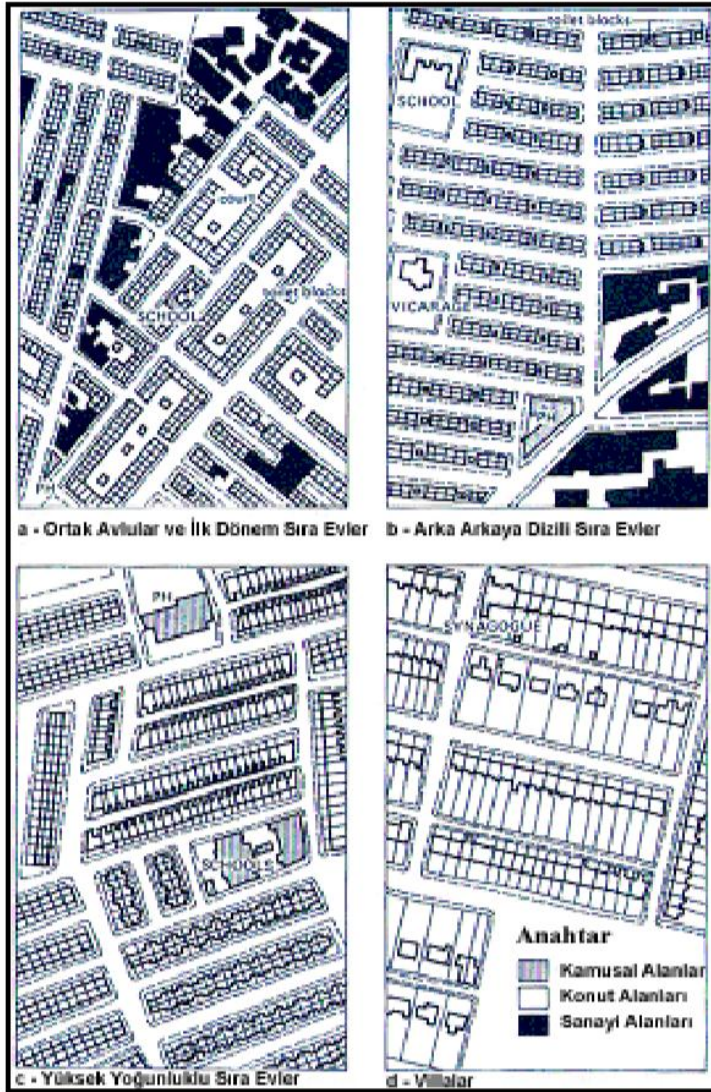 court
toilet blocks
SCHOOL
a - Ortak Avlular ve İlk Dönem Sıra Evler
toilet blocks
SCHOOL
VICARAGE
b - Arka Arkaya Dizili Sıra Evler
PH
SCHOOLS
c - Yüksek Yoğunluklu Sıra Evler
SYNAGOGUE
Anahtar
Kamusal Alanlar
Konut Alanları
Sanayi Alanları
d - Villalar